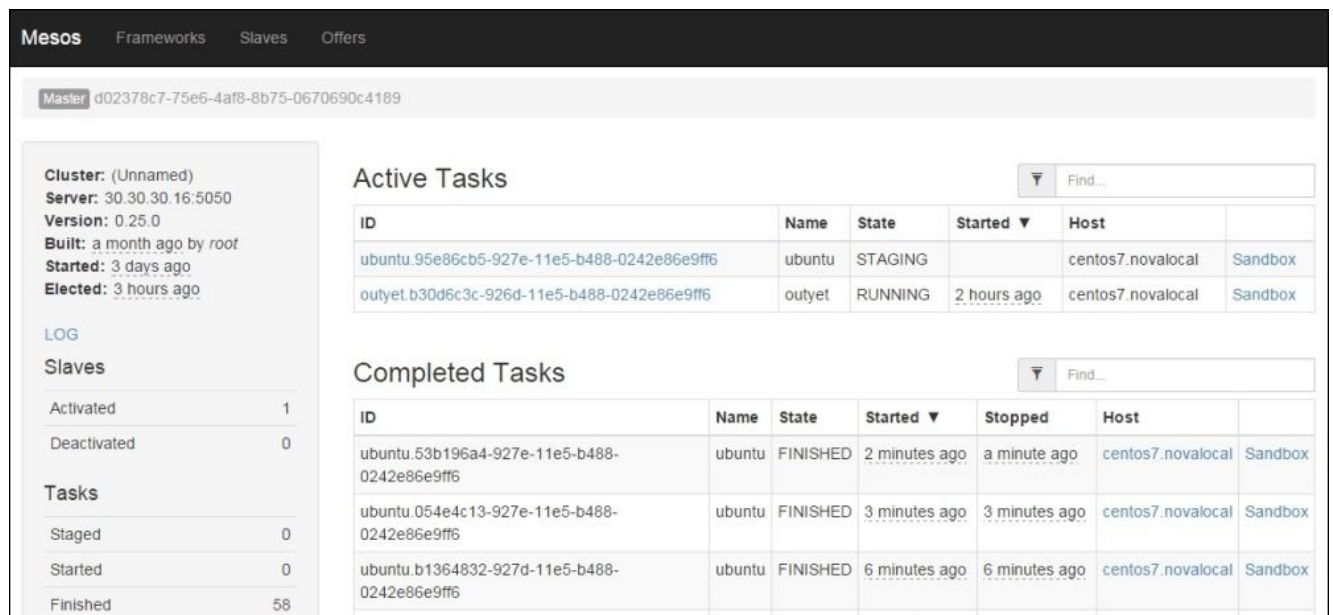 Mesos Frameworks Slaves Offers
Master d02378c7-75e6-4af8-8b75-0670690c4189
Cluster: (Unnamed)
Server: 30.30.30.16:5050
Version: 0.25.0
Built: a month ago by root
Started: 3 days ago
Elected: 3 hours ago
LOG
Slaves
Activated 1
Deactivated 0
Tasks
Staged 0
Started 0
Finished 58
Active Tasks
Find...
ID Name State Started ▼ Host
ubuntu.95e86cb5-927e-11e5-b488-0242e86e9ff6 ubuntu STAGING centos7.novalocal Sandbox
outyet.b30d6c3c-926d-11e5-b488-0242e86e9ff6 outyet RUNNING 2 hours ago centos7.novalocal Sandbox
Completed Tasks
Find...
ID Name State Started ▼ Stopped Host
ubuntu.53b196a4-927e-11e5-b488- ubuntu FINISHED 2 minutes ago a minute ago centos7.novalocal Sandbox
0242e86e9ff6
ubuntu.054e4c13-927e-11e5-b488- ubuntu FINISHED 3 minutes ago 3 minutes ago centos7.novalocal Sandbox
0242e86e9ff6
ubuntu.b1364832-927d-11e5-b488- ubuntu FINISHED 6 minutes ago 6 minutes ago centos7.novalocal Sandbox
0242e86e9ff6